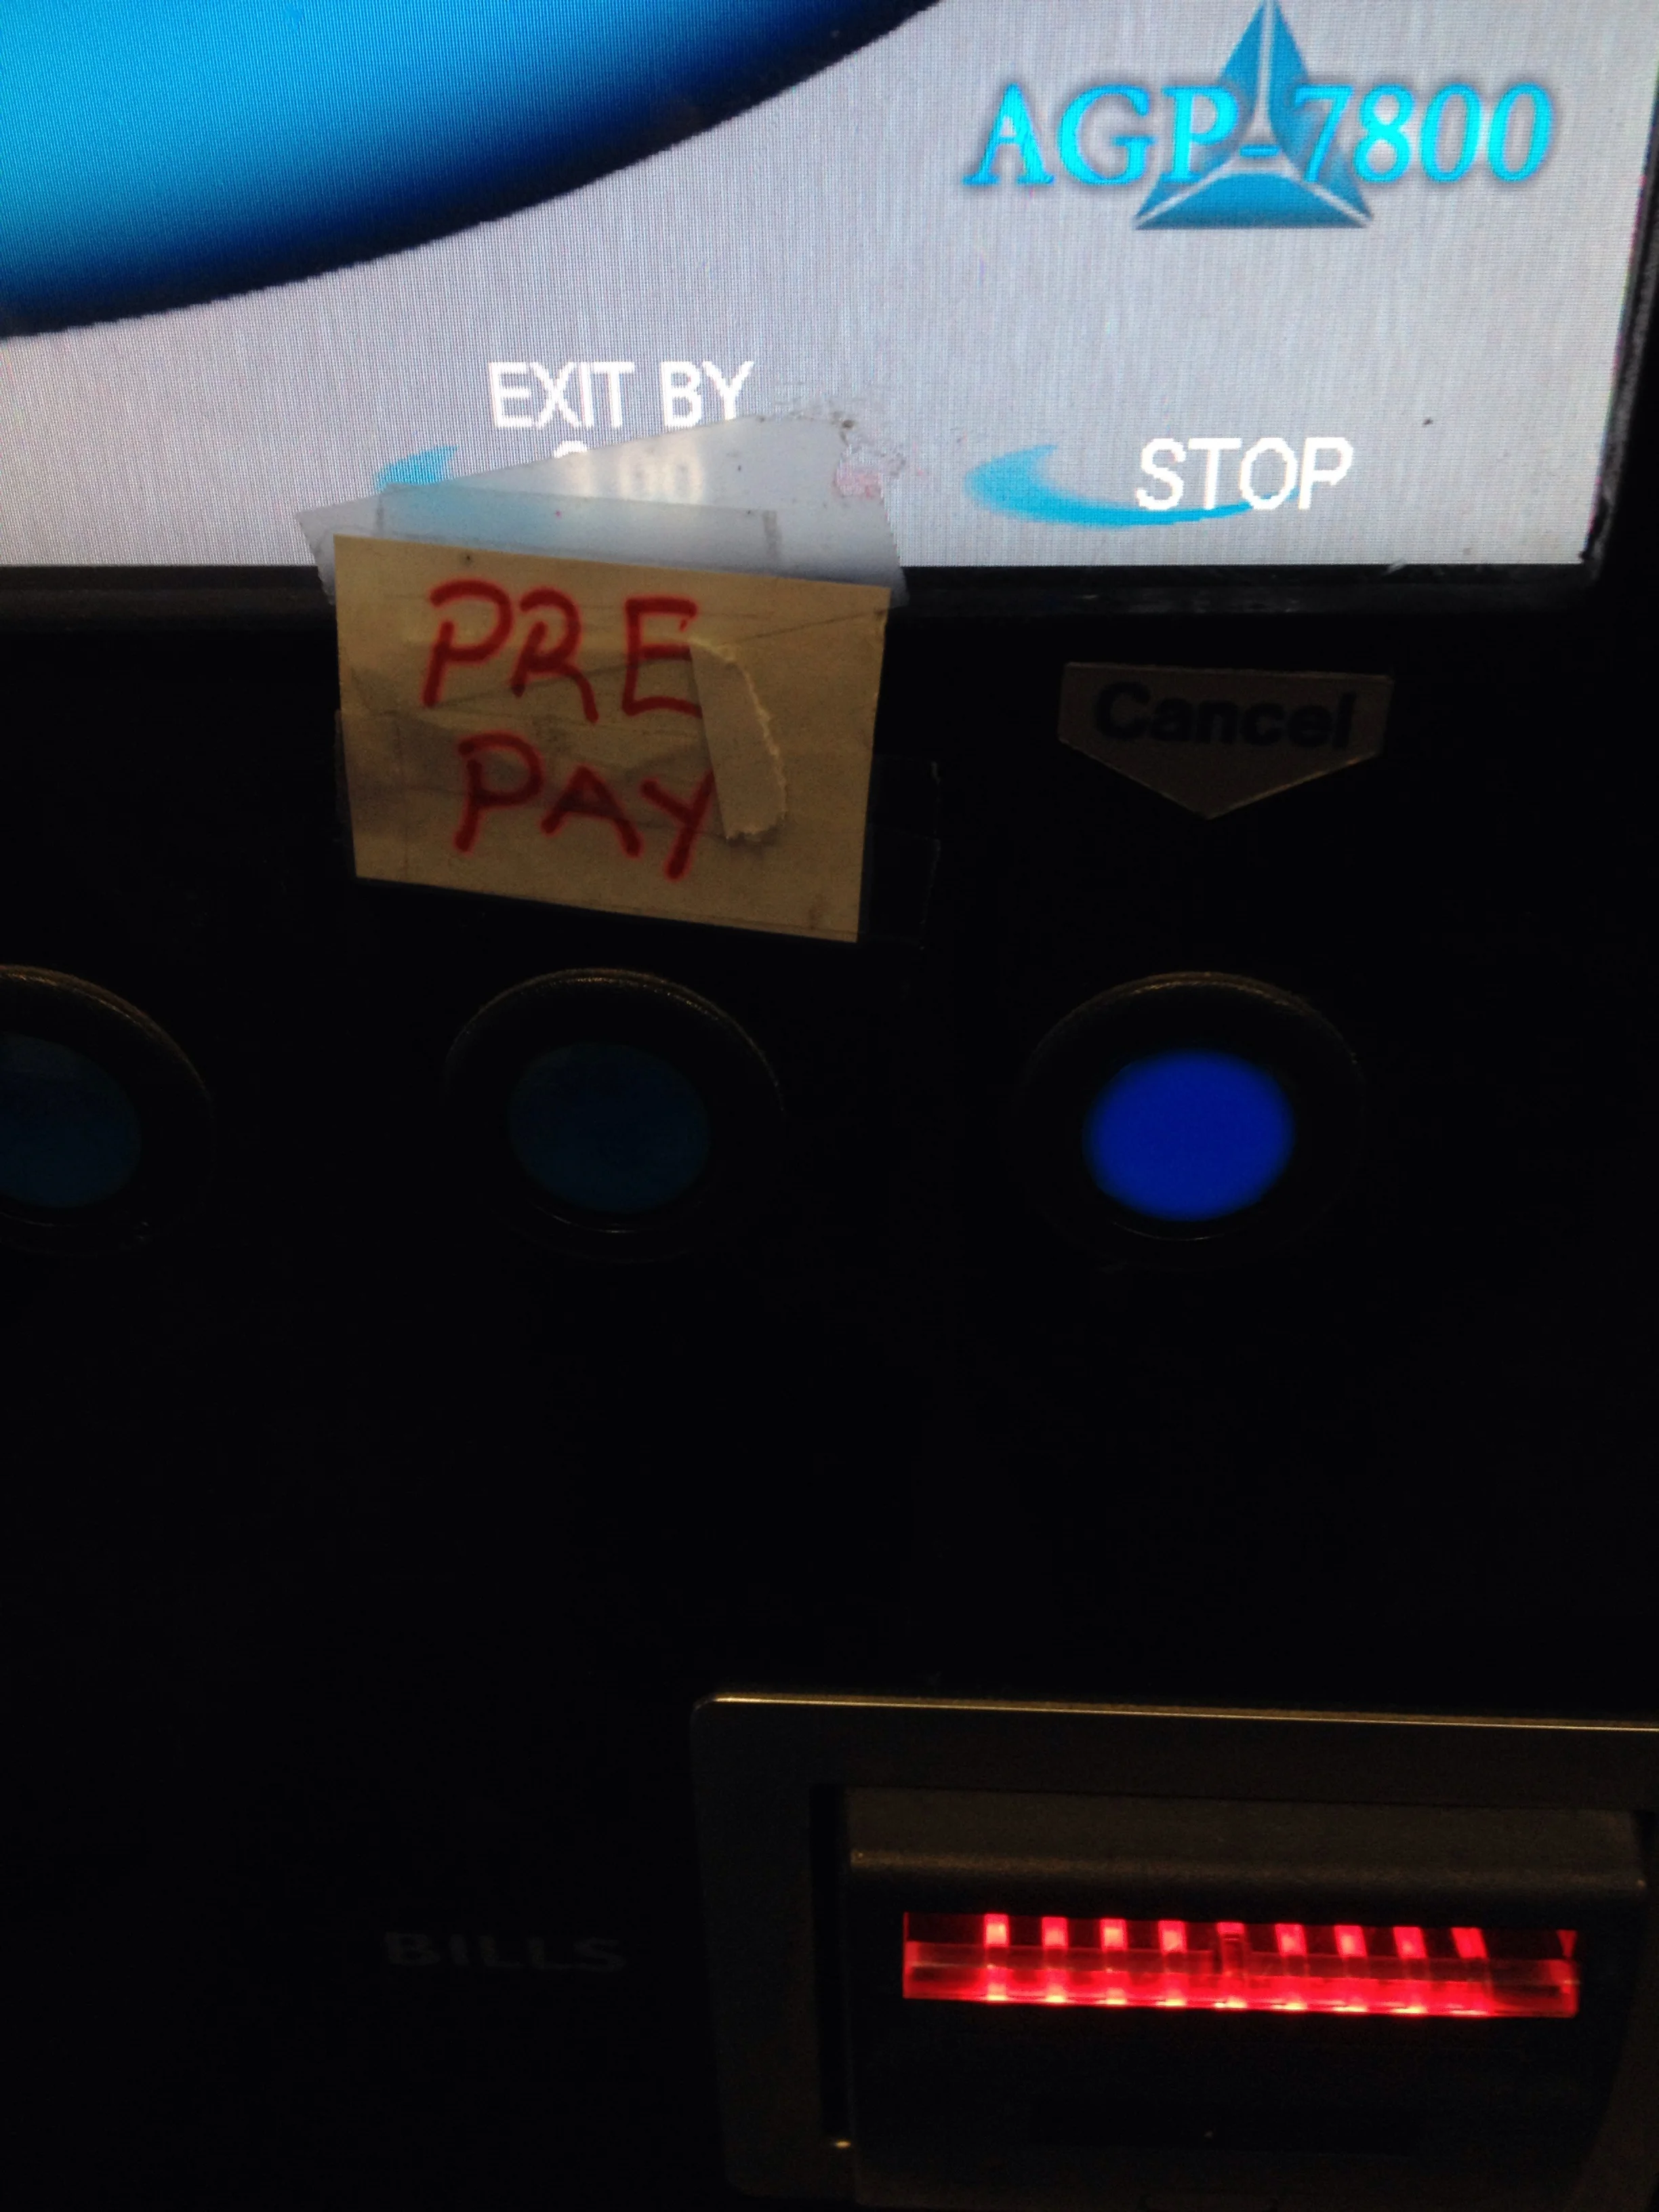 AGP-7800
EXIT BY
STOP
PRE
PAY
Cancel
BILLS